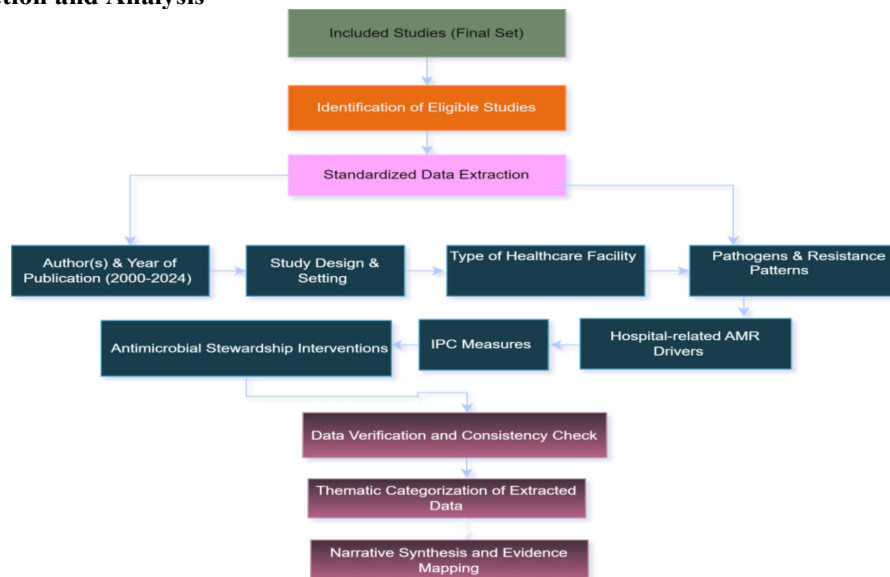 and Analysis
Included Studies (Final Set)
Identification of Eligible Studies
Standardized Data Extraction
Author(s) & Year of
Publication (2000-2024)
Study Design &
Setting
Type of Healthcare Facility
Pathogens & Resistance
Patterns
Antimicrobial Stewardship Interventions
IPC Measures
Hospital-related AMR
Drivers
Data Verification and Consistency Check
Thematic Categorization of Extracted
Data
Narrative Synthesis and Evidence
Mapping